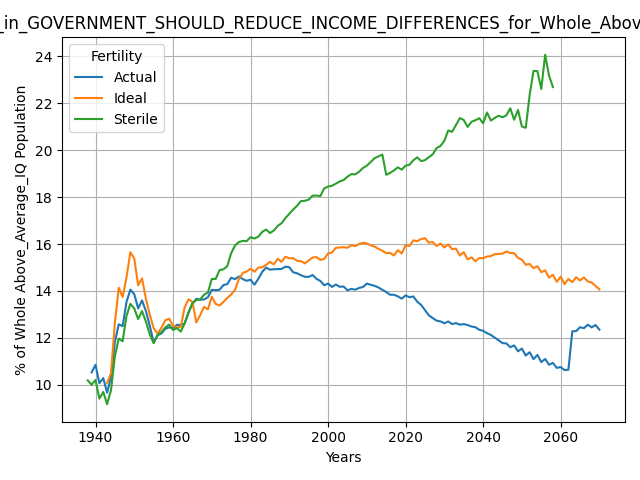 _in_GOVERNMENT_SHOULD_REDUCE_INCOME_DIFFERENCES_for_Whole_Abov
% of Whole Above_Average_IQ Population
24
22
20
18
16
14
12
10
Fertility
Actual
Ideal
Sterile
1940
1960
1980
2000
2020
2040
2060
Years